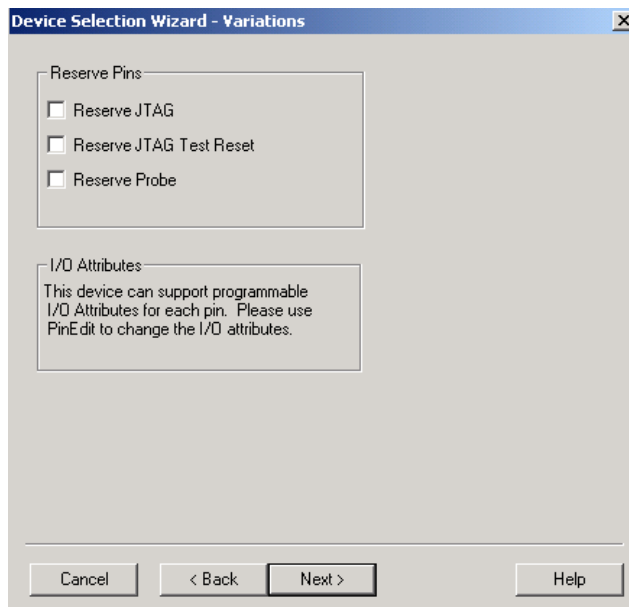 Device Selection Wizard - Variations
Reserve Pins
Reserve JTAG
Reserve JTAG Test Reset
Reserve Probe
I/O Attributes
This device can support programmable
I/O Attributes for each pin. Please use
PinEdit to change the I/O attributes.
Cancel < Back Next > Help